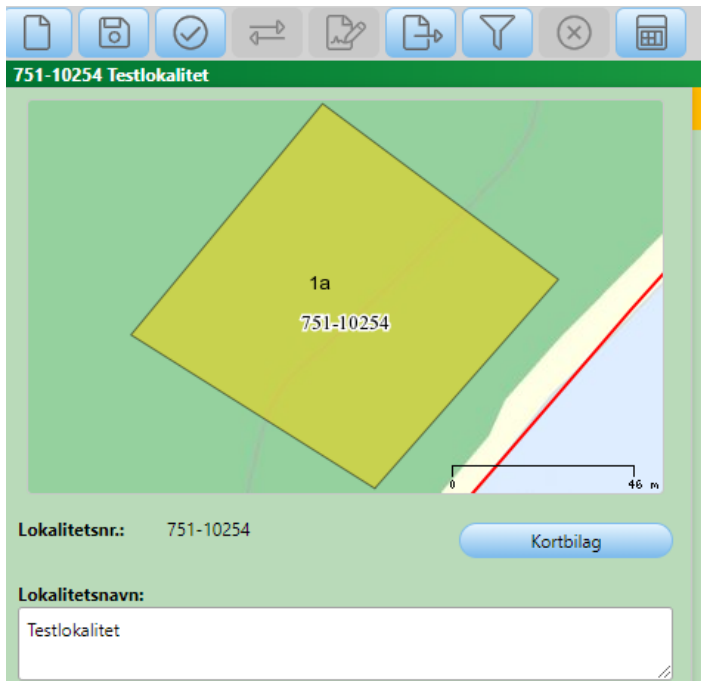 751-10254 Testlokalitet
1a
751-10254
0 46 m
Lokalitetsnr.: 751-10254
Kortbilag
Lokalitetsnavn:
Testlokalitet